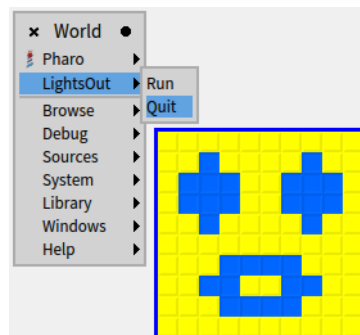 World
Pharo
LightsOut
Run
Quit
Browse
Debug
Sources
System
Library
Windows
Help